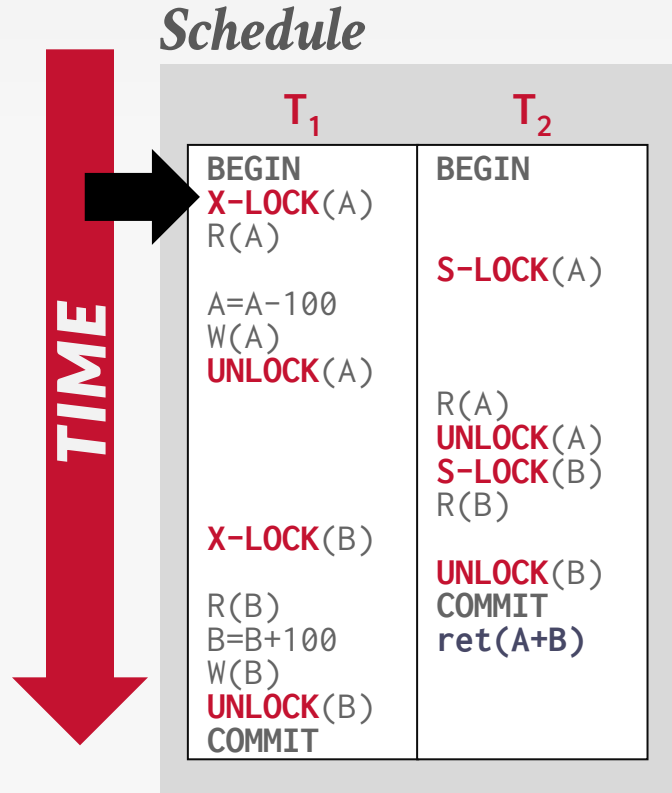 Schedule
TIME
T₁ T₂
BEGIN BEGIN
X-LOCK(A)
R(A)
S-LOCK(A)
A=A-100
W(A)
UNLOCK(A)
R(A)
UNLOCK(A)
S-LOCK(B)
R(B)
X-LOCK(B)
UNLOCK(B)
R(B) COMMIT
B=B+100 ret(A+B)
W(B)
UNLOCK(B)
COMMIT